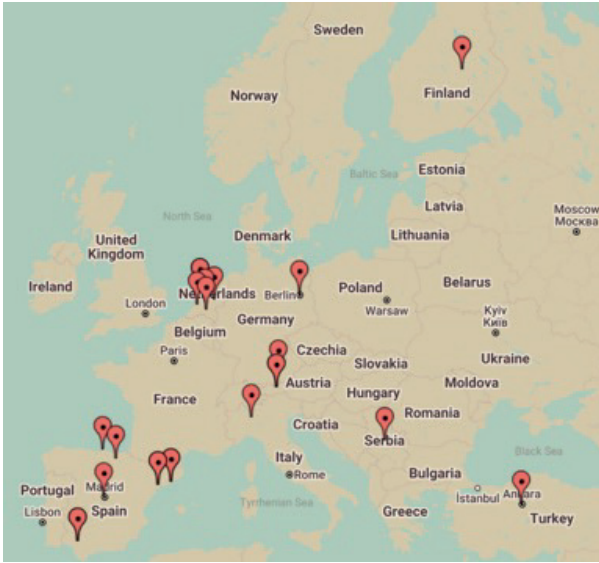 Sweden
Norway
Finland
Estonia
Baltic Sea
Latvia
Moscow
Москва
North Sea
Denmark
Lithuania
United
Kingdom
Ireland
London
Netherlands
Berlin
Poland
Warsaw
Belarus
Kyiv
Київ
Belgium
Germany
Paris
Czechia
Slovakia
Ukraine
Austria
Hungary
Moldova
France
Croatia
Romania
Serbia
Italy
Rome
Bulgaria
Black Sea
Portugal
Madrid
Lisbon
Spain
Tyrrhenian Sea
Greece
İstanbul
Ankara
Turkey